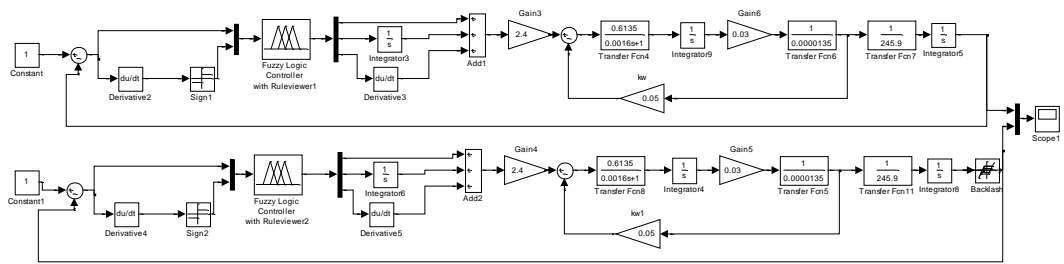 Gain3
Gain6
1
Constant
du/dt
Derivative2
Sign1
Fuzzy Logic
Controller
with Ruleviewer1
1
s
Integrator3
du/dt
Derivative3
Add1
2.4
0.6135
0.0016s+1
Transfer Fcn4
1
s
Integrator9
0.03
1
0.0000135
Transfer Fcn6
1
245.9
Transfer Fcn7
1
s
Integrator5
kw
0.05
Scope1
Gain4
Gain5
1
Constant1
du/dt
Derivative4
Sign2
Fuzzy Logic
Controller
with Ruleviewer2
1
s
Integrator6
du/dt
Derivative5
Add2
2.4
0.6135
0.0016s+1
Transfer Fcn8
1
s
Integrator4
0.03
1
0.0000135
Transfer Fcn5
1
245.9
Transfer Fcn11
1
s
Integrator8
Backlash
kw1
0.05